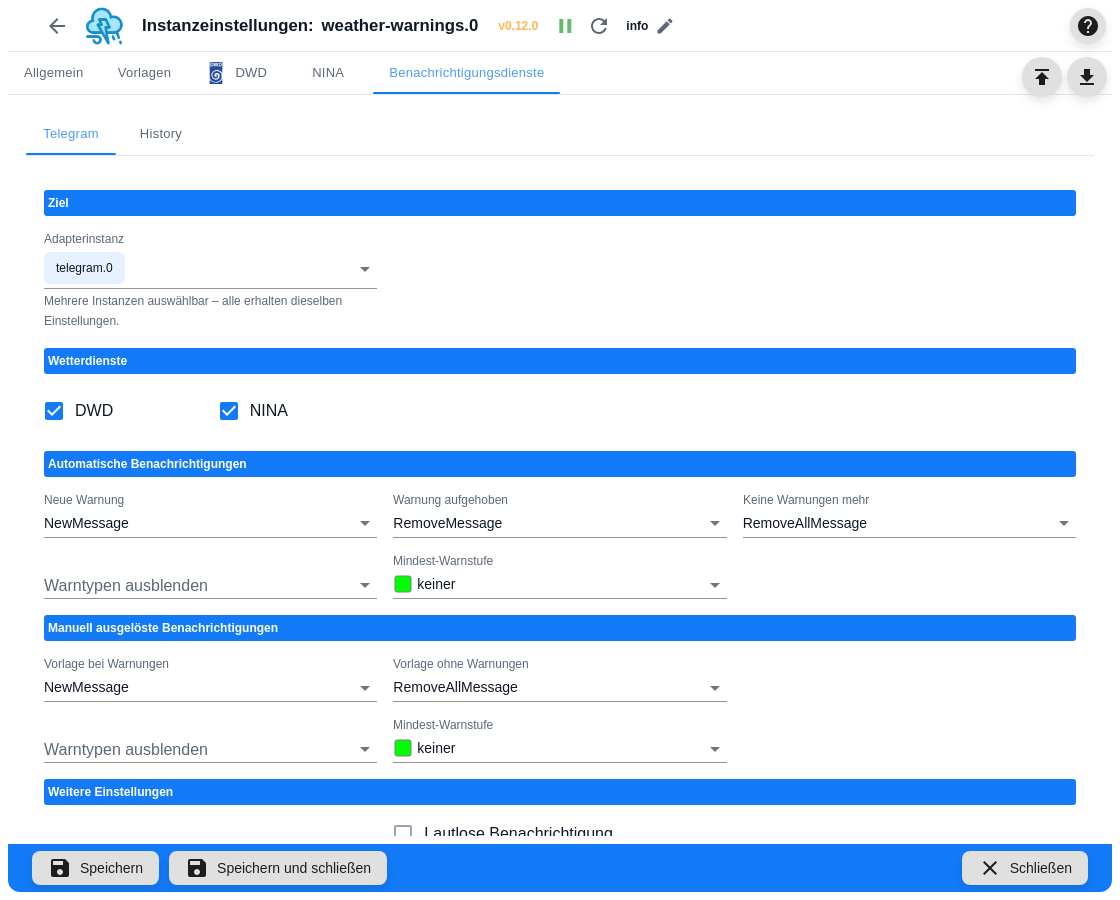 Instanzeinstellungen: weather-warnings.0 v0.12.0 info
Allgemein Vorlagen DWD NINA Benachrichtigungsdienste
Telegram History
Ziel
Adapterinstanz
telegram.0
Mehrere Instanzen auswählbar – alle erhalten dieselben
Einstellungen.
Wetterdienste
DWD NINA
Automatische Benachrichtigungen
Neue Warnung Warnung aufgehoben Keine Warnungen mehr
NewMessage RemoveMessage RemoveAllMessage
Mindest-Warnstufe
Warntypen ausblenden keiner
Manuell ausgelöste Benachrichtigungen
Vorlage bei Warnungen Vorlage ohne Warnungen
NewMessage RemoveAllMessage
Mindest-Warnstufe
Warntypen ausblenden keiner
Weitere Einstellungen
Lautlose Benachrichtigung
Speichern Speichern und schließen Schließen